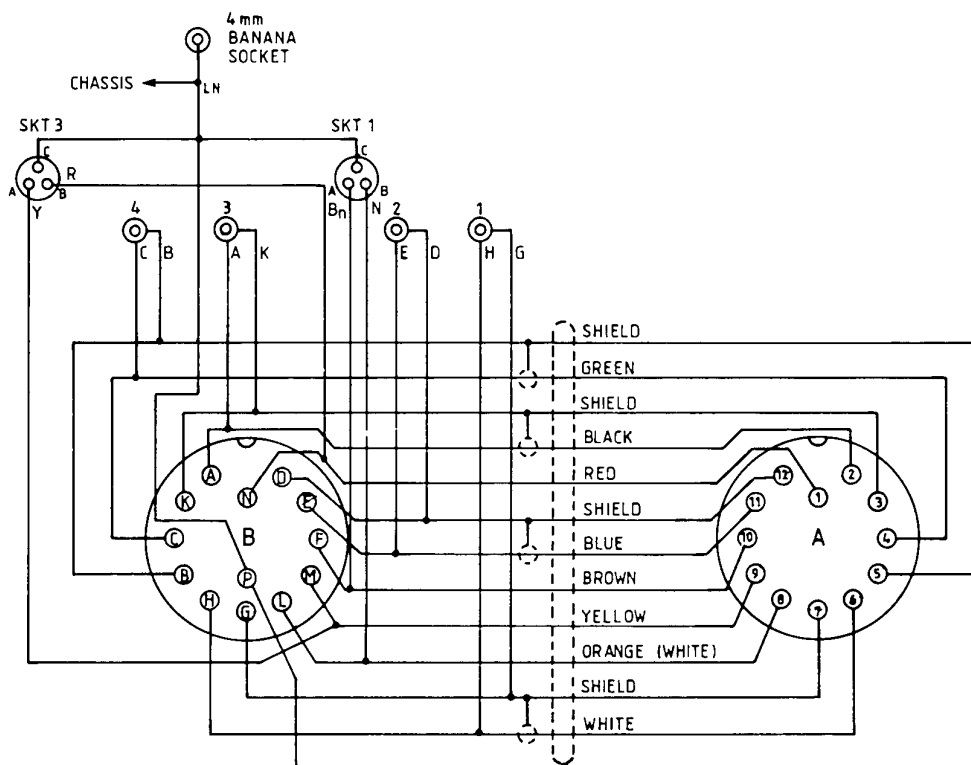 4 mm
BANANA
SOCKET
CHASSIS
LN
SKT 3
SKT 1
C
C
R
A
B
A
B
Y
Bn
N
4
3
2
1
C
B
A
K
E
D
H
G
SHIELD
GREEN
SHIELD
BLACK
RED
SHIELD
BLUE
BROWN
YELLOW
ORANGE (WHITE)
SHIELD
WHITE
A
D
K
N
E
C
B
F
B
P
M
H
G
L
12
2
11
1
3
10
A
4
9
5
8
7
6